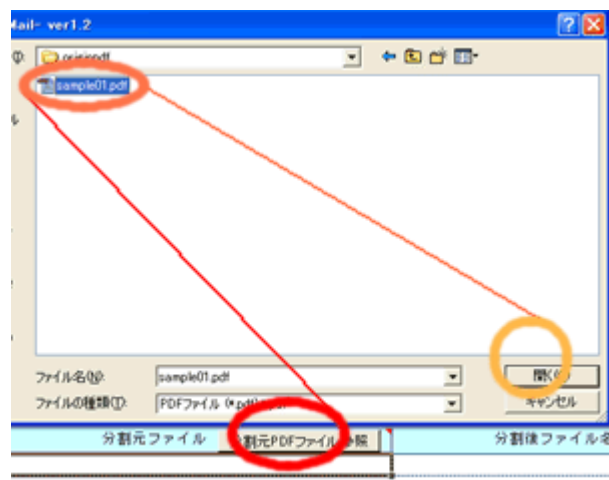 Mail- ver1.2
originpdf
sample01.pdf
ファイル名(N):
sample01.pdf
開く(O)
ファイルの種類(T):
PDFファイル (*.pdf)
キャンセル
分割元ファイル
分割元PDFファイル参照
分割後ファイル名